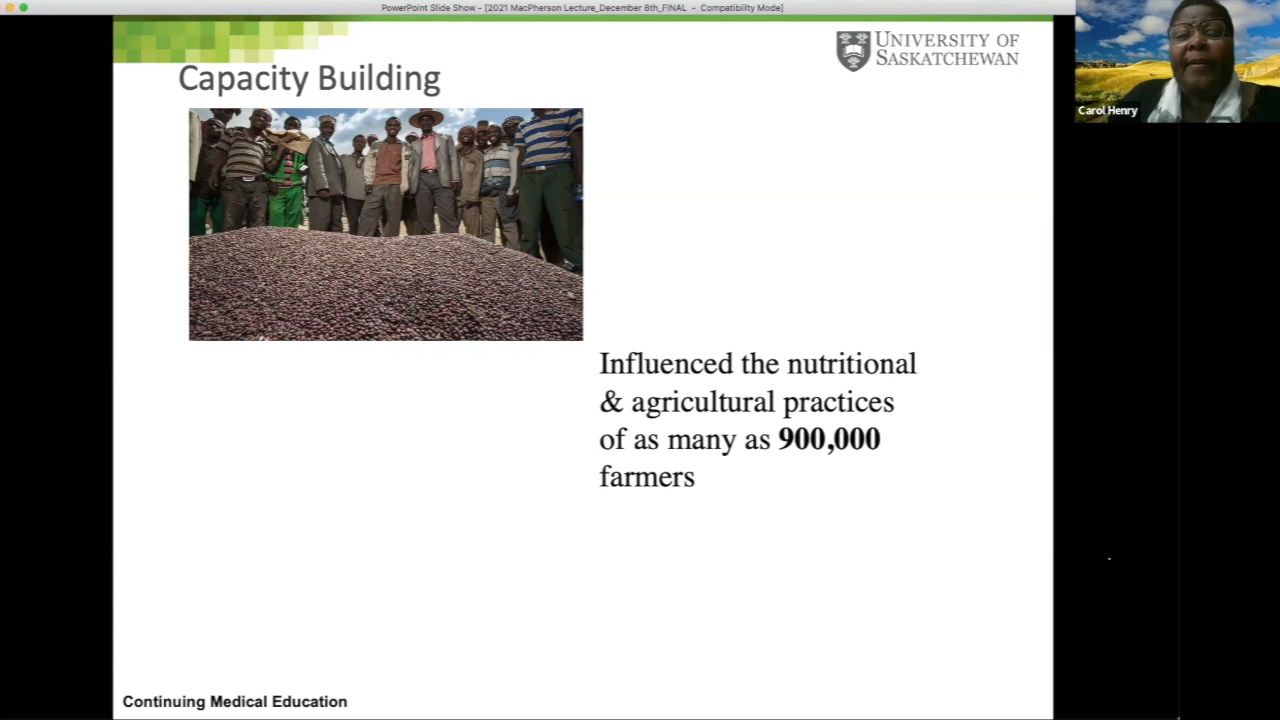 PowerPoint Slide Show - [2021 MacPherson Lecture_December 8th_FINAL - Compatibility Mode]
UNIVERSITY OF
SASKATCHEWAN
Capacity Building
Carol Henry
Influenced the nutritional
& agricultural practices
of as many as 900,000
farmers
Continuing Medical Education